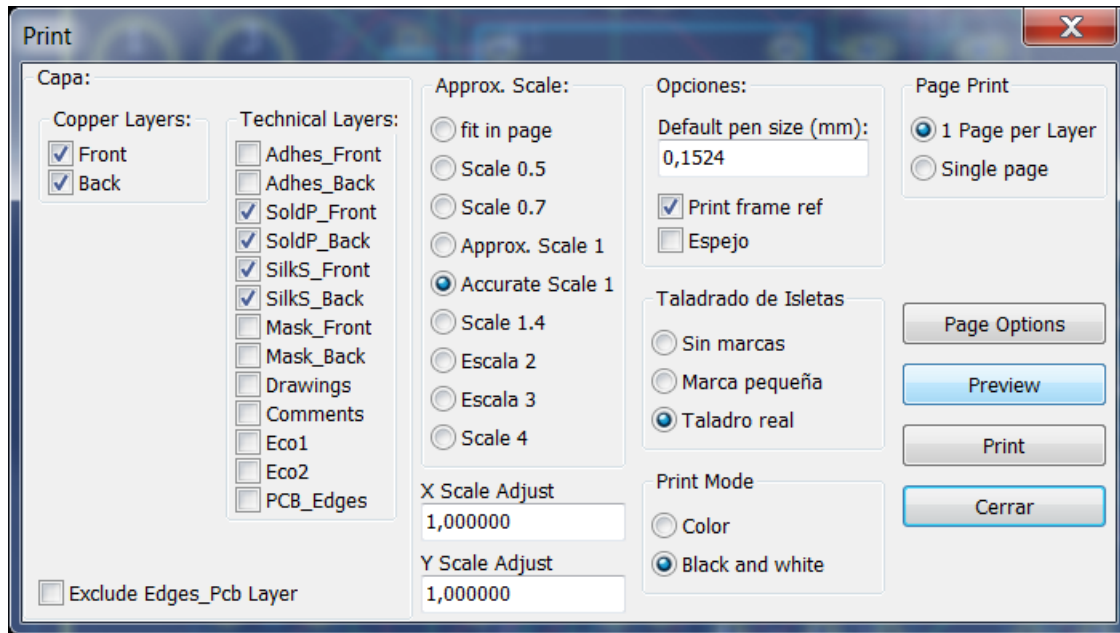 Print
X
Capa:
Copper Layers:
Front
Back
Technical Layers:
Adhes_Front
Adhes_Back
SoldP_Front
SoldP_Back
SilkS_Front
SilkS_Back
Mask_Front
Mask_Back
Drawings
Comments
Eco1
Eco2
PCB_Edges
Exclude Edges_Pcb Layer
Approx. Scale:
fit in page
Scale 0.5
Scale 0.7
Approx. Scale 1
Accurate Scale 1
Scale 1.4
Escala 2
Escala 3
Scale 4
X Scale Adjust
1,000000
Y Scale Adjust
1,000000
Opciones:
Default pen size (mm):
0,1524
Print frame ref
Espejo
Taladrado de Isletas
Sin marcas
Marca pequeña
Taladro real
Print Mode
Color
Black and white
Page Print
1 Page per Layer
Single page
Page Options
Preview
Print
Cerrar